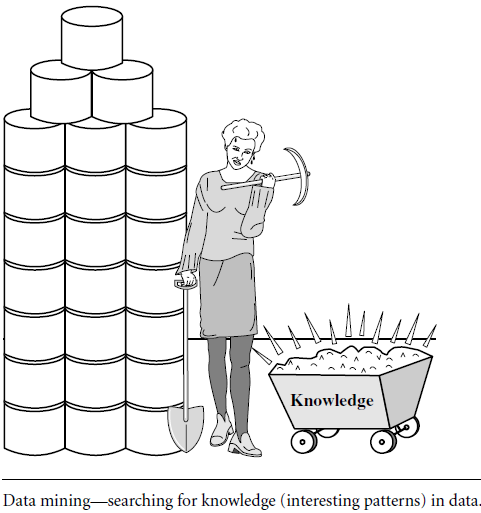 Knowledge
Data mining—searching for knowledge (interesting patterns) in data.